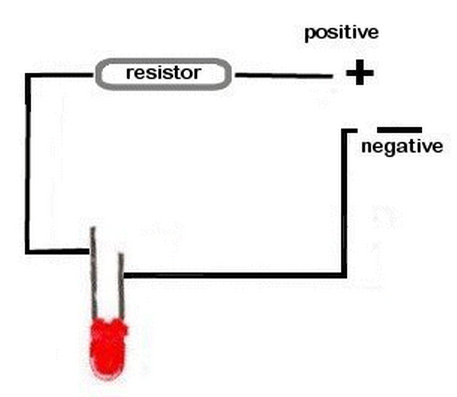 positive
resistor
+
negative